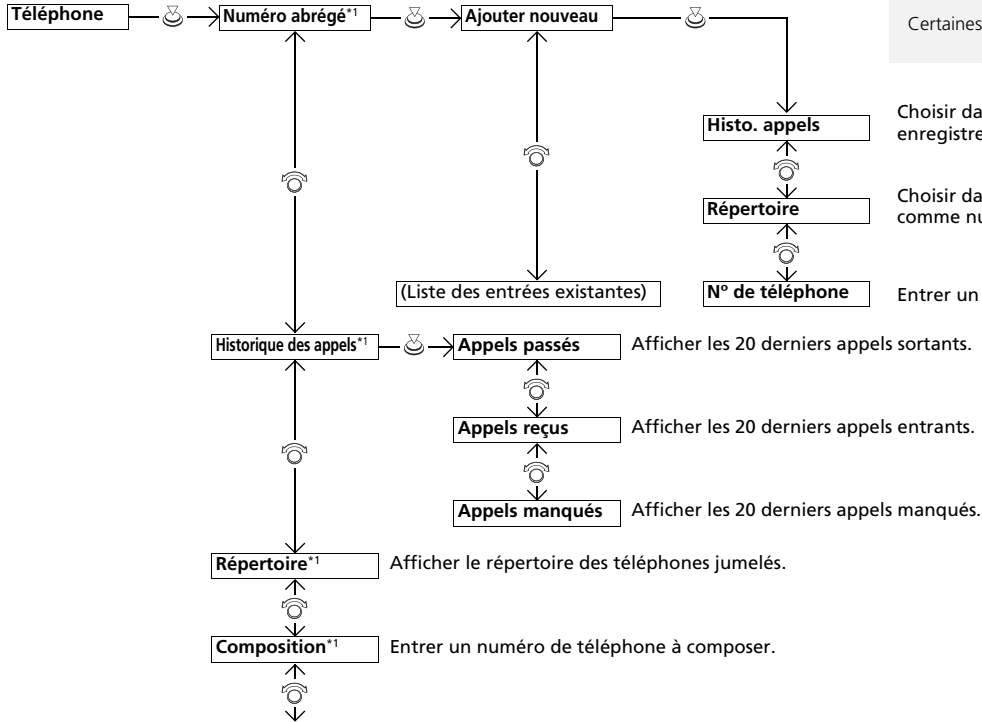 Téléphone
Numéro abrégé*1
Ajouter nouveau
Certaines
Histo. appels
Choisir da
enregistre
Répertoire
Choisir da
comme nu
(Liste des entrées existantes)
Nº de téléphone
Entrer un
Historique des appels*1
Appels passés
Afficher les 20 derniers appels sortants.
Appels reçus
Afficher les 20 derniers appels entrants.
Appels manqués
Afficher les 20 derniers appels manqués.
Répertoire*1
Afficher le répertoire des téléphones jumelés.
Composition*1
Entrer un numéro de téléphone à composer.